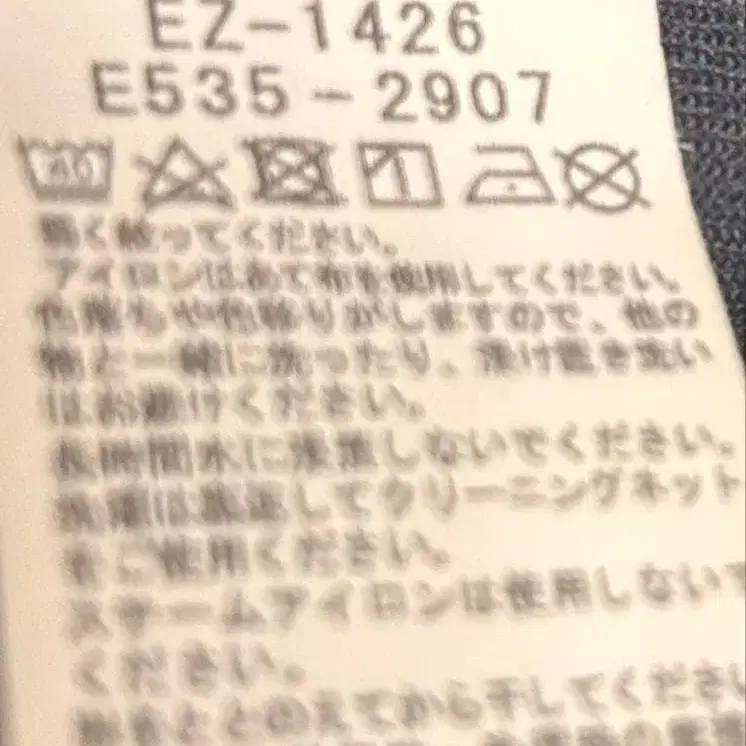 EZ-1426
E535-2907
弱く絞ってください。
アイロンはあて布を使用してください。
色落ちや色移りがしますので、他の
物と一緒に洗ったり、漬け置き洗い
はお避けください。
長時間水に浸漬しないでください。
洗濯は裏返してクリーニングネット
をご使用ください。
スチームアイロンは使用しないで
ください。
形をととのえてから干してください